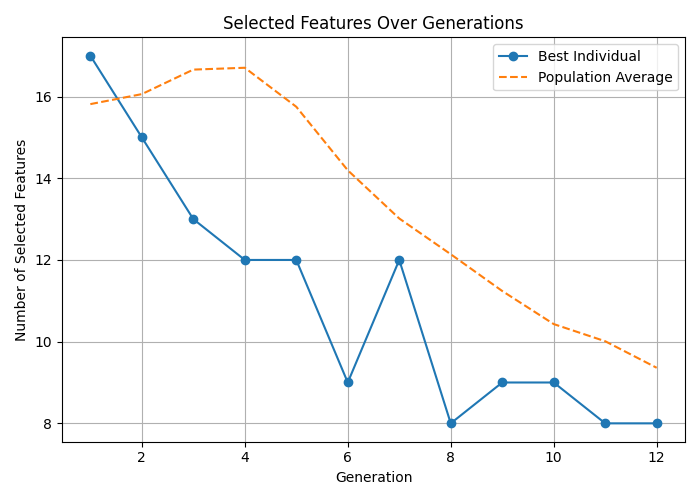 Selected Features Over Generations
Best Individual
Population Average
Number of Selected Features
16
14
12
10
8
2
4
6
8
10
12
Generation